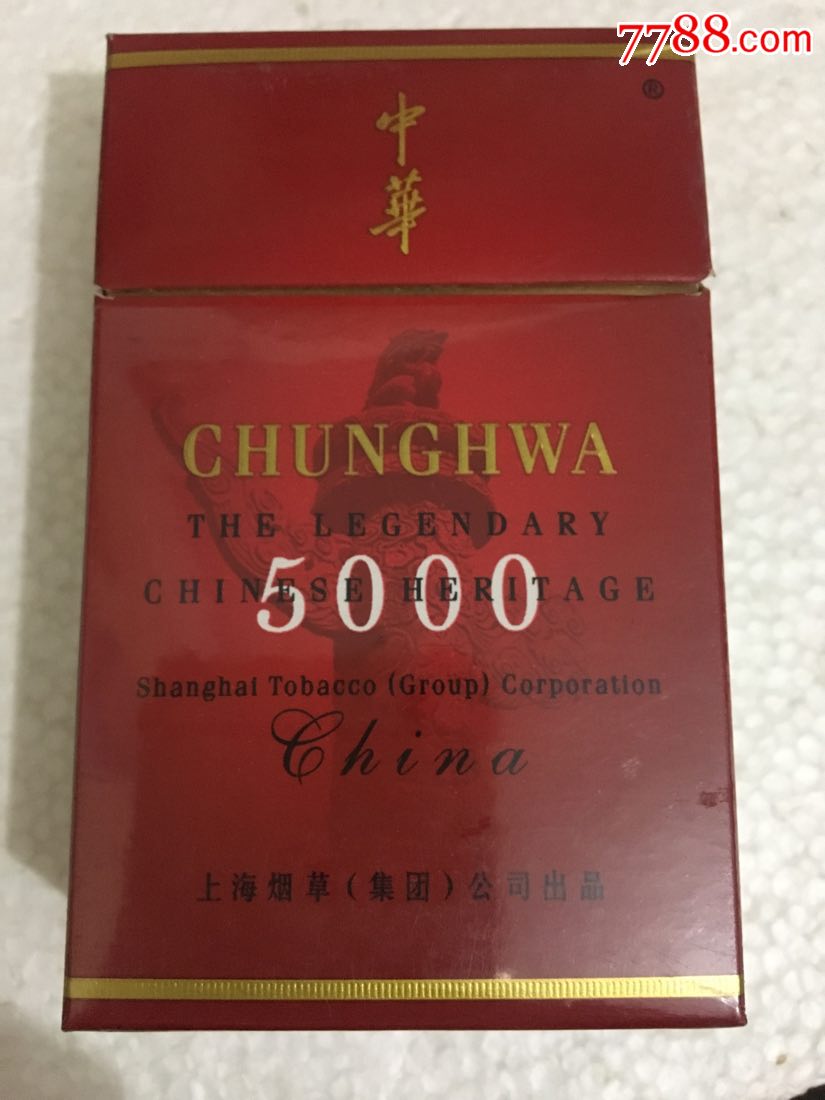 7788.com
®
中
華
CHUNGHWA
THE LEGENDARY
5000
CHINESE HERITAGE
Shanghai Tobacco (Group) Corporation
China
上海烟草(集团)公司出品